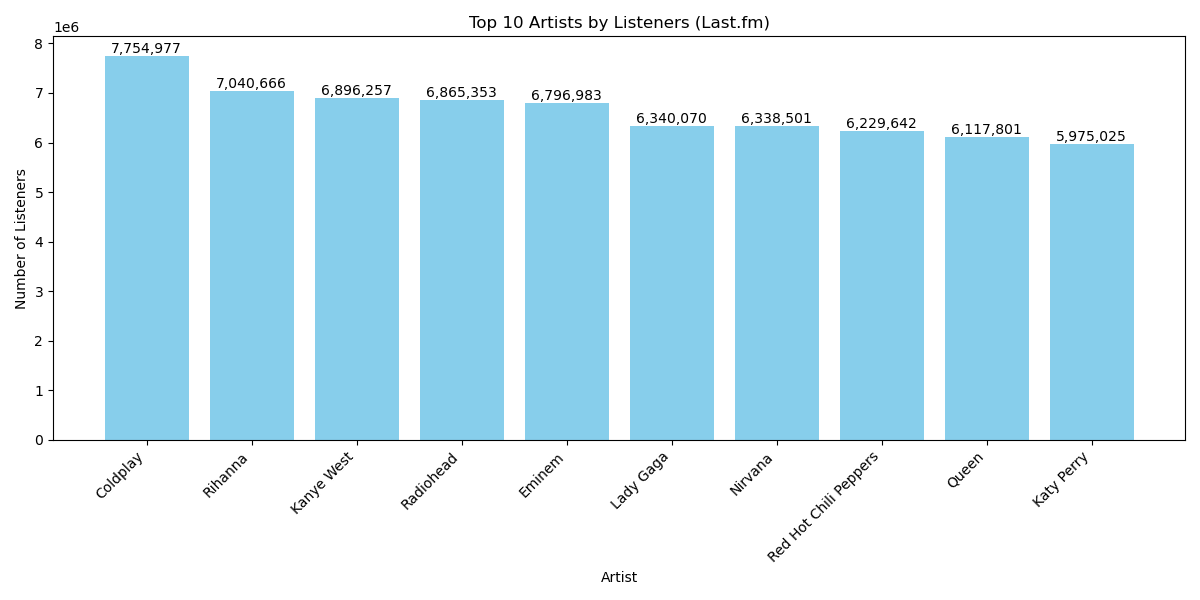 Top 10 Artists by Listeners (Last.fm)
1e6
8
7
6
5
4
3
2
1
0
Number of Listeners
7,754,977
7,040,666
6,896,257
6,865,353
6,796,983
6,340,070
6,338,501
6,229,642
6,117,801
5,975,025
Coldplay
Rihanna
Kanye West
Radiohead
Eminem
Lady Gaga
Nirvana
Red Hot Chili Peppers
Queen
Katy Perry
Artist